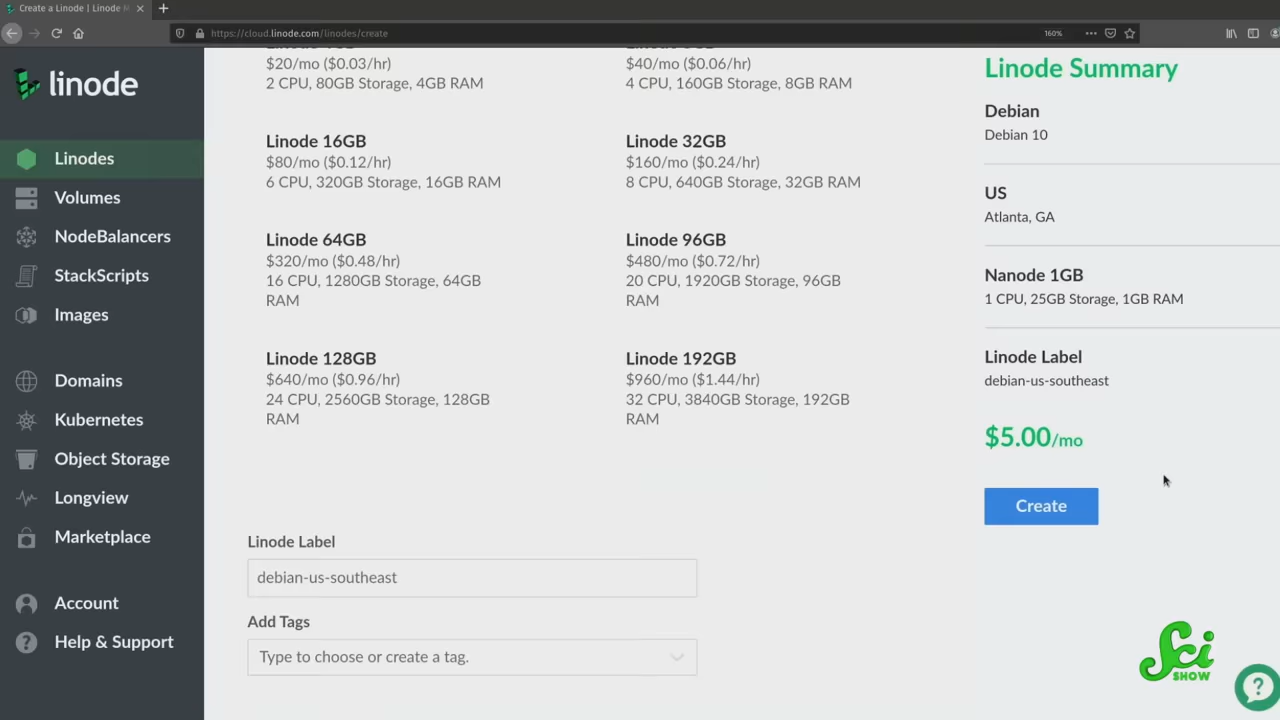 Create a Linode | Linode
https://cloud.linode.com/linodes/create
160%
linode
Linodes
Volumes
NodeBalancers
StackScripts
Images
Domains
Kubernetes
Object Storage
Longview
Marketplace
Account
Help & Support
$20/mo ($0.03/hr)
2 CPU, 80GB Storage, 4GB RAM
$40/mo ($0.06/hr)
4 CPU, 160GB Storage, 8GB RAM
Linode 16GB
$80/mo ($0.12/hr)
6 CPU, 320GB Storage, 16GB RAM
Linode 32GB
$160/mo ($0.24/hr)
8 CPU, 640GB Storage, 32GB RAM
Linode 64GB
$320/mo ($0.48/hr)
16 CPU, 1280GB Storage, 64GB
RAM
Linode 96GB
$480/mo ($0.72/hr)
20 CPU, 1920GB Storage, 96GB
RAM
Linode 128GB
$640/mo ($0.96/hr)
24 CPU, 2560GB Storage, 128GB
RAM
Linode 192GB
$960/mo ($1.44/hr)
32 CPU, 3840GB Storage, 192GB
RAM
Linode Label
debian-us-southeast
Add Tags
Type to choose or create a tag.
Linode Summary
Debian
Debian 10
US
Atlanta, GA
Nanode 1GB
1 CPU, 25GB Storage, 1GB RAM
Linode Label
debian-us-southeast
$5.00/mo
Create
Sci
SHOW